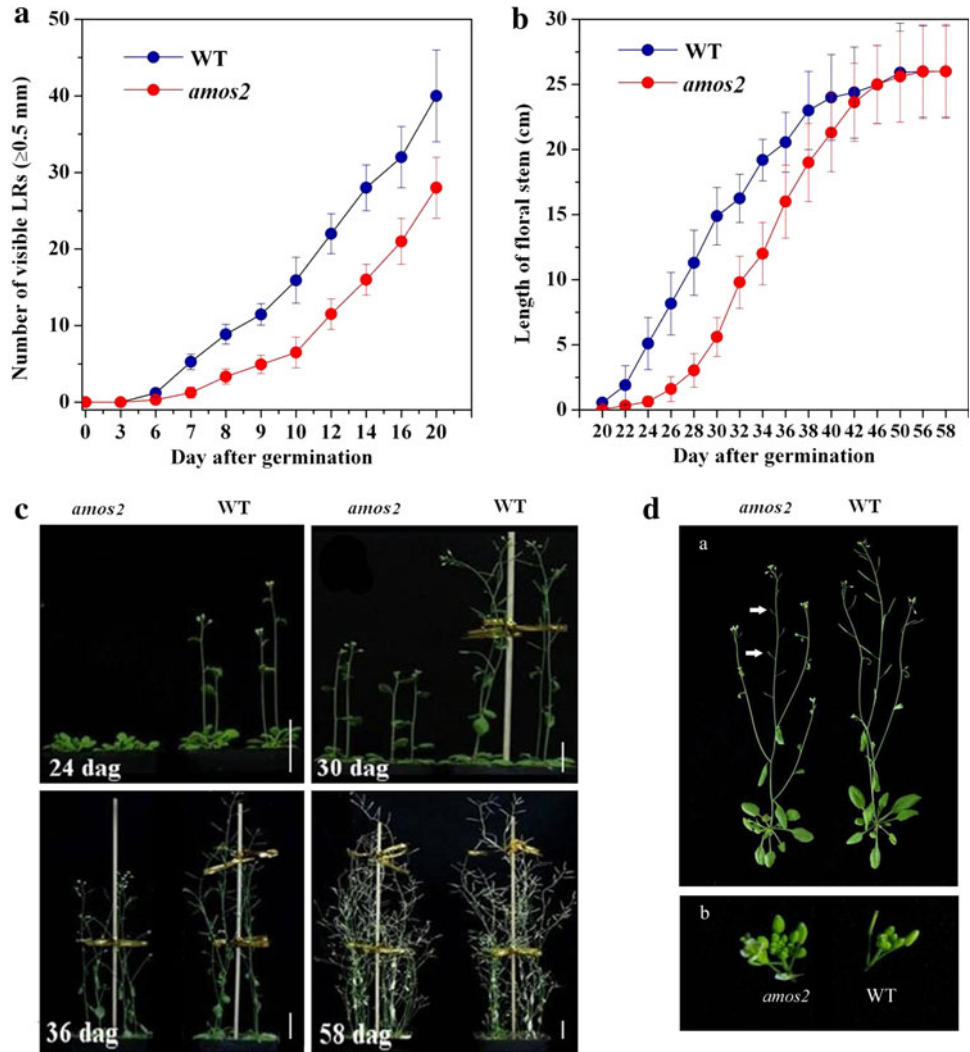 a
50
40
30
20
10
0
Number of visible LRs (≥0.5 mm)
WT
amos2
0 3 6 7 8 9 10 12 14 16 20
Day after germination
b
30
25
20
15
10
5
0
Length of floral stem (cm)
WT
amos2
20 22 24 26 28 30 32 34 36 38 40 42 46 50 56 58
Day after germination
c
amos2 WT
24 dag
amos2 WT
30 dag
36 dag
58 dag
d
amos2 WT
a
b
amos2 WT